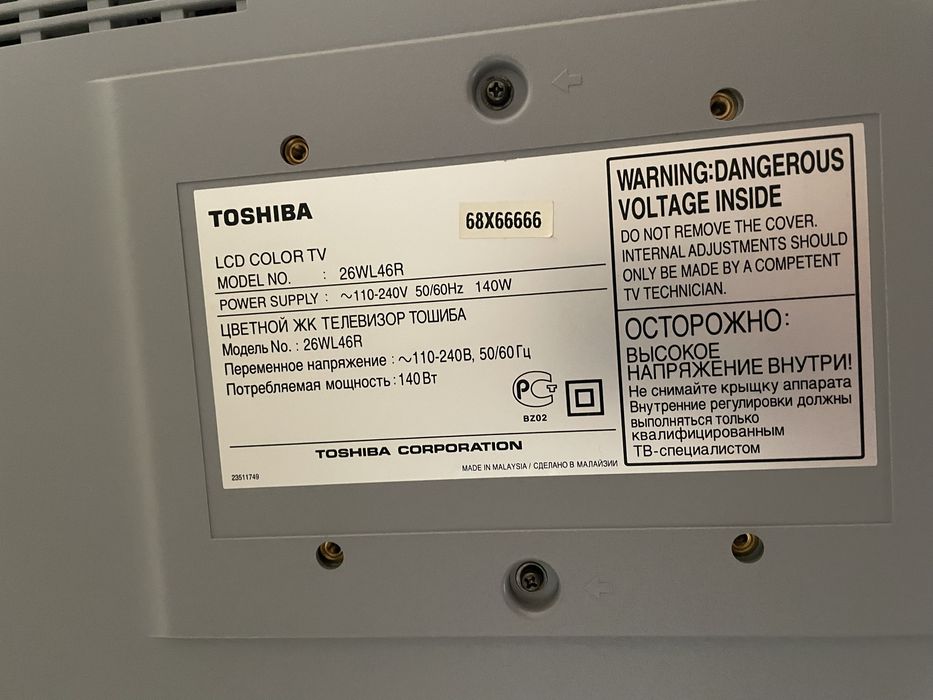 TOSHIBA
68X66666
LCD COLOR TV
MODEL NO. : 26WL46R
POWER SUPPLY : ~110-240V 50/60Hz 140W
ЦВЕТНОЙ ЖК ТЕЛЕВИЗОР ТОШИБА
Модель No. : 26WL46R
Переменное напряжение : ~110-240В, 50/60Гц
Потребляемая мощность : 140Вт
РСТ
BZ02
TOSHIBA CORPORATION
23511749
MADE IN MALAYSIA / СДЕЛАНО В МАЛАЙЗИИ
WARNING:DANGEROUS
VOLTAGE INSIDE
DO NOT REMOVE THE COVER.
INTERNAL ADJUSTMENTS SHOULD
ONLY BE MADE BY A COMPETENT
TV TECHNICIAN.
ОСТОРОЖНО:
ВЫСОКОЕ
НАПРЯЖЕНИЕ ВНУТРИ!
Не снимайте крыщку аппарата
Внутренние регулировки должны
выполняться только
квалифицированным
ТВ-специалистом